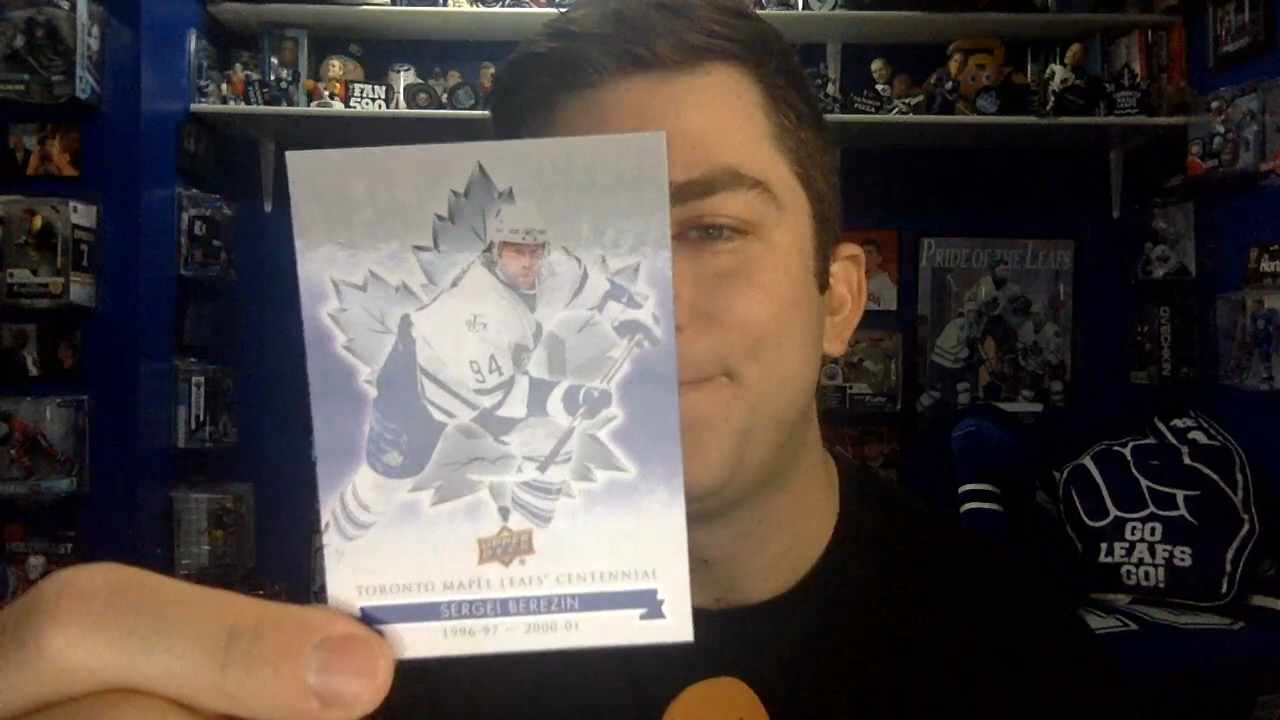 FAN
590
PRIDE OF THE LEAFS
94
UPPER
TORONTO MAPLE LEAFS' CENTENNIAL
SERGEI BEREZIN
1996-97 — 2000-01
OVECHKIN
GO
LEAFS
GO!